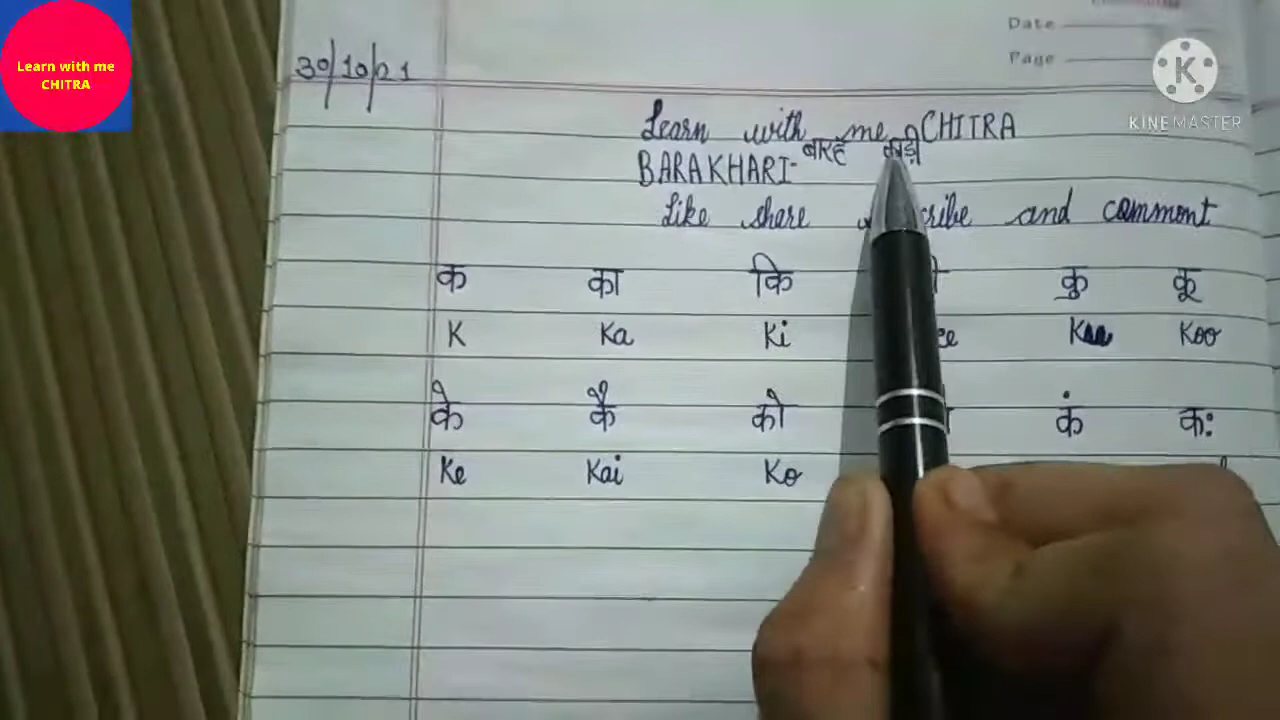 Learn with me
CHITRA
Date
Page
KINEMASTER
30/10/21
Learn with me CHITRA
BARAKHARI- बारह खड़ी
Like share and comment
क का कि कु कू
K Ka Ki Koo
के कै को कं कः
Ke Kai Ko